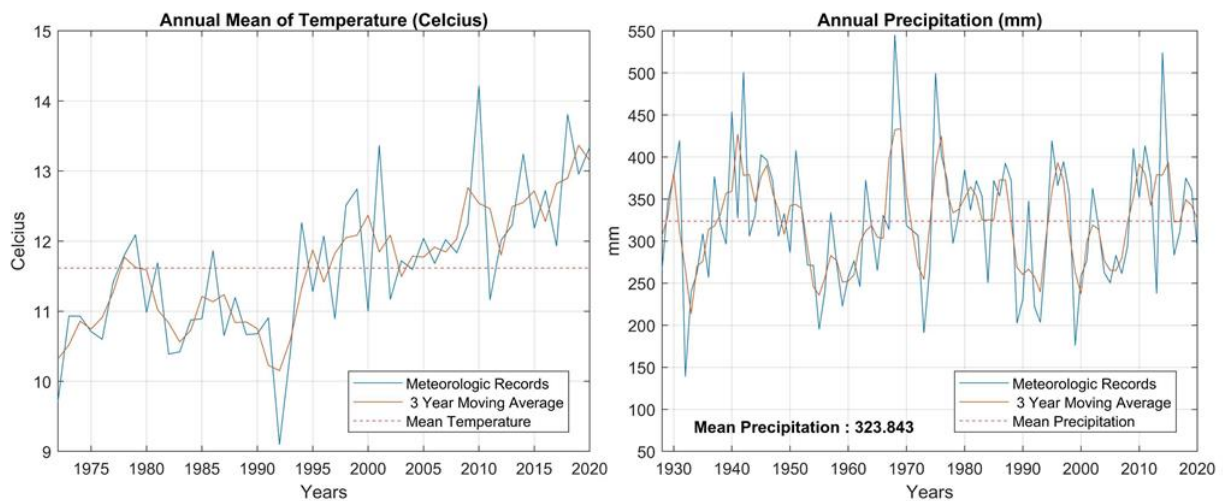 Annual Mean of Temperature (Celcius)
15
14
13
12
11
10
9
Celcius
1975 1980 1985 1990 1995 2000 2005 2010 2015 2020
Years
Meteorologic Records
3 Year Moving Average
Mean Temperature
Annual Precipitation (mm)
550
500
450
400
350
300
250
200
150
100
50
mm
1930 1940 1950 1960 1970 1980 1990 2000 2010 2020
Years
Mean Precipitation : 323.843
Meteorologic Records
3 Year Moving Average
Mean Precipitation